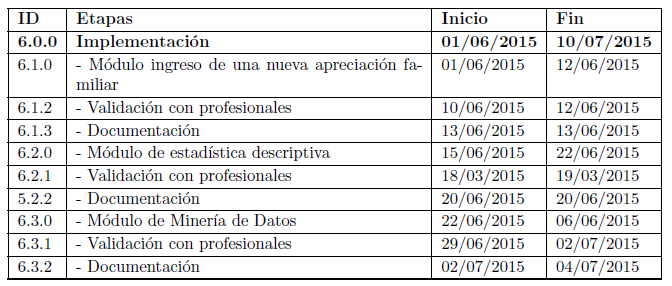 ID Etapas Inicio Fin
6.0.0 Implementación 01/06/2015 10/07/2015
6.1.0 - Módulo ingreso de una nueva apreciación fa- 01/06/2015 12/06/2015
miliar
6.1.2 - Validación con profesionales 10/06/2015 12/06/2015
6.1.3 - Documentación 13/06/2015 13/06/2015
6.2.0 - Módulo de estadística descriptiva 15/06/2015 22/06/2015
6.2.1 - Validación con profesionales 18/03/2015 19/03/2015
5.2.2 - Documentación 20/06/2015 20/06/2015
6.3.0 - Módulo de Minería de Datos 22/06/2015 06/06/2015
6.3.1 - Validación con profesionales 29/06/2015 02/07/2015
6.3.2 - Documentación 02/07/2015 04/07/2015